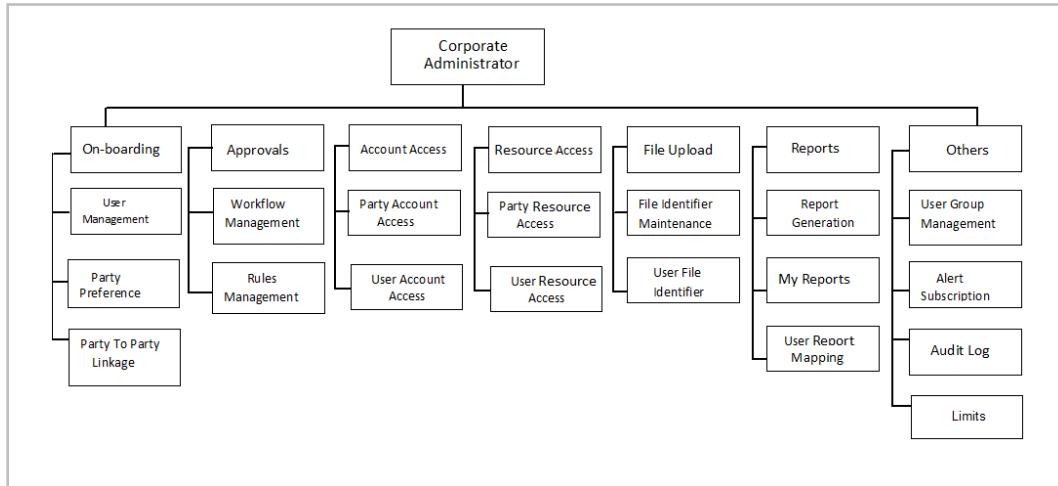 Corporate
Administrator
On-boarding
User
Management
Party
Preference
Party To Party
Linkage
Approvals
Workflow
Management
Rules
Management
Account Access
Party Account
Access
User Account
Access
Resource Access
Party Resource
Access
User Resource
Access
File Upload
File Identifier
Maintenance
User File
Identifier
Reports
Report
Generation
My Reports
User Report
Mapping
Others
User Group
Management
Alert
Subscription
Audit Log
Limits